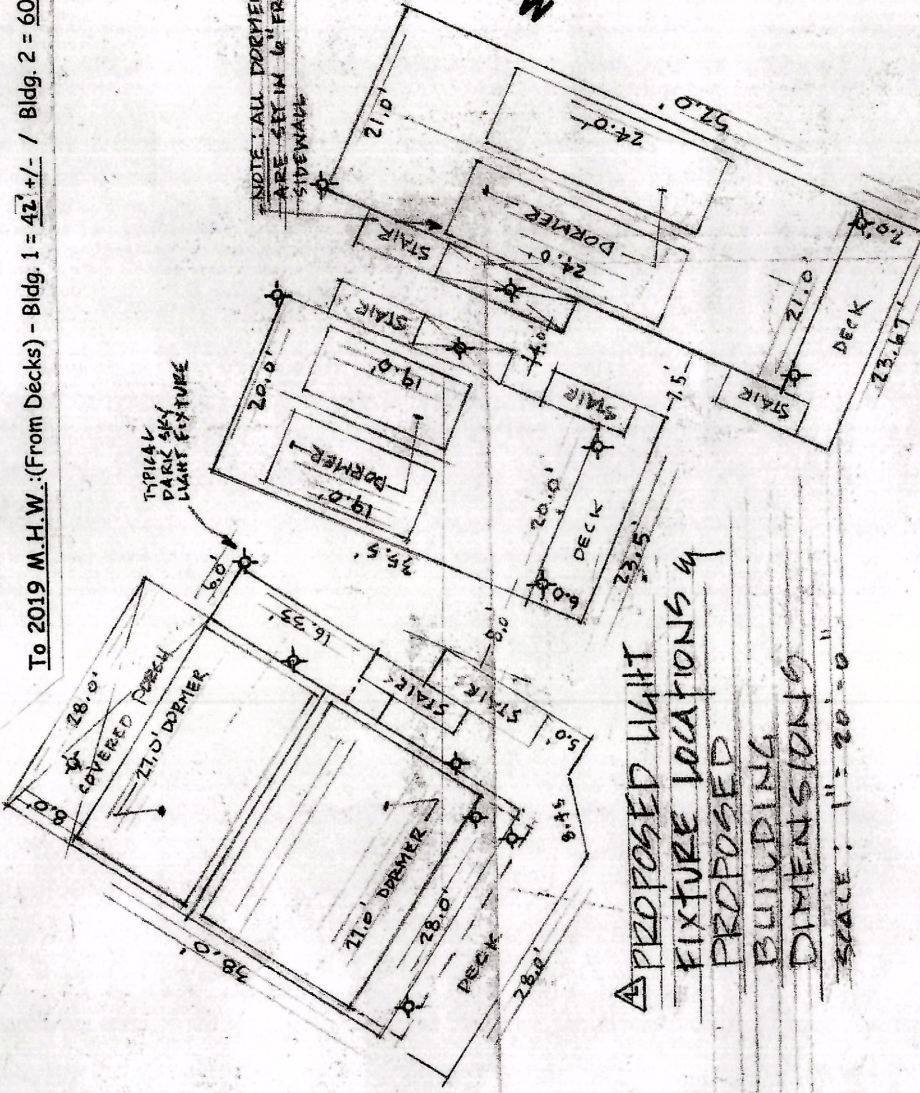 To 2019 M.H.W.:(From Decks) - Bldg. 1 = 42' +/- / Bldg. 2 = 60
NOTE: ALL DORMER
ARE SET IN 6" FR
SIDEWALL
TYPICAL
DARK SKY
LIGHT FIXTURE
28.0'
8.0'
COVERED PORCH
6.0'
27.0' DORMER
16.33'
38.0'
STAIRS
STAIRS
8.0
5.0'
8.45
27.0' DORMER
28.0'
DECK
28.0'
20.0'
STAIR
19.0'
DORMER
19.0'
35.5'
STAIR
20.0'
DECK
6.0'
23.5'
7.5'
21.0'
STAIR
24.0'
DORMER
24.0'
52.0'
21.0'
STAIR
DECK
7.0'
23.67'
PROPOSED LIGHT
FIXTURE LOCATIONS
PROPOSED
BUILDING
DIMENSIONS
SCALE: 1" = 20'-0"